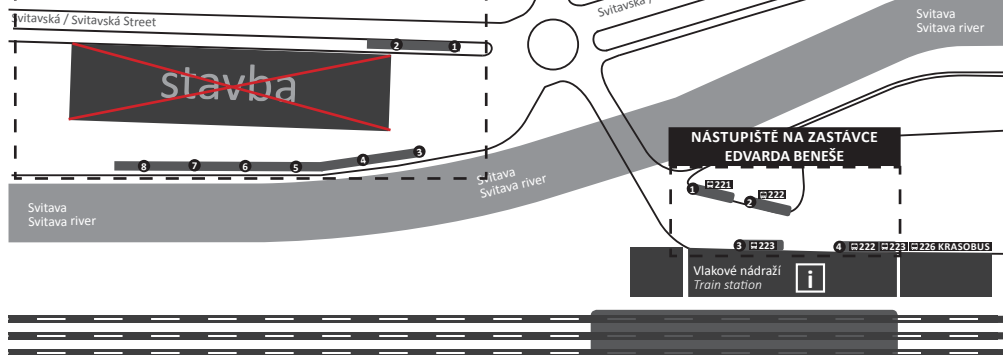 Svitavská / Svitavská Street
Svitavská /
Svitava
Svitava river
2 1
stavba
NÁSTUPIŠTĚ NA ZASTÁVCE
EDVARDA BENEŠE
8 7 6 5 4 3
Svitava
Svitava river
1 221
2 222
Svitava
Svitava river
3 223
4 222 223 226 KRASOBUS
Vlakové nádraží
Train station
i